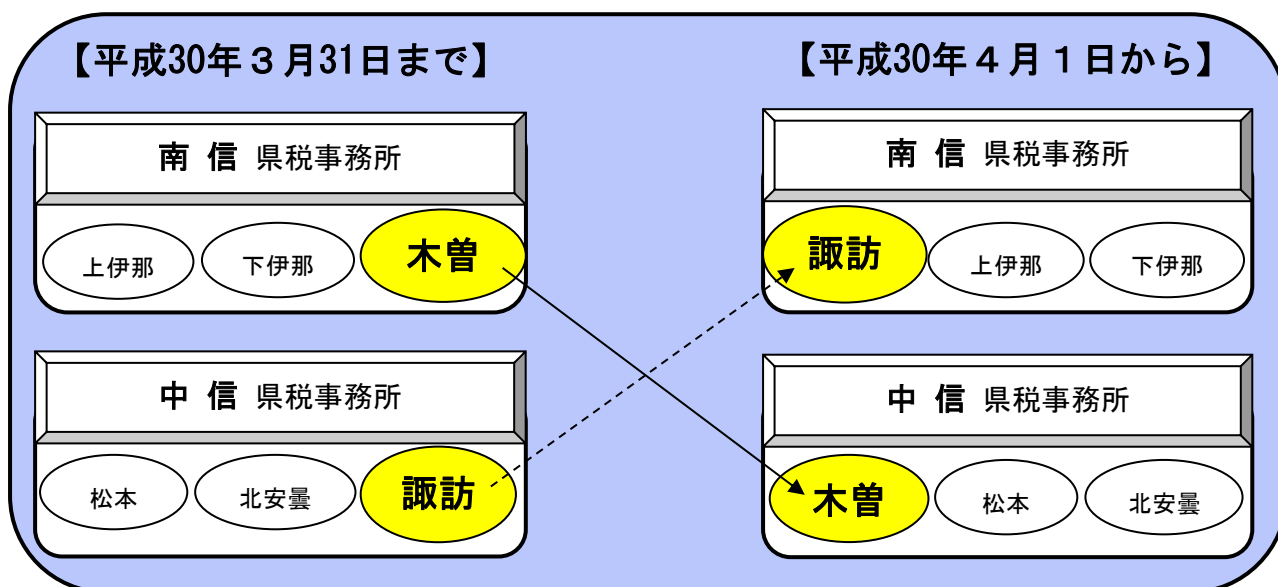 【平成30年３月31日まで】
南 信 県税事務所
上伊那 下伊那 木曽
中 信 県税事務所
松本 北安曇 諏訪
【平成30年４月１日から】
南 信 県税事務所
諏訪 上伊那 下伊那
中 信 県税事務所
木曽 松本 北安曇